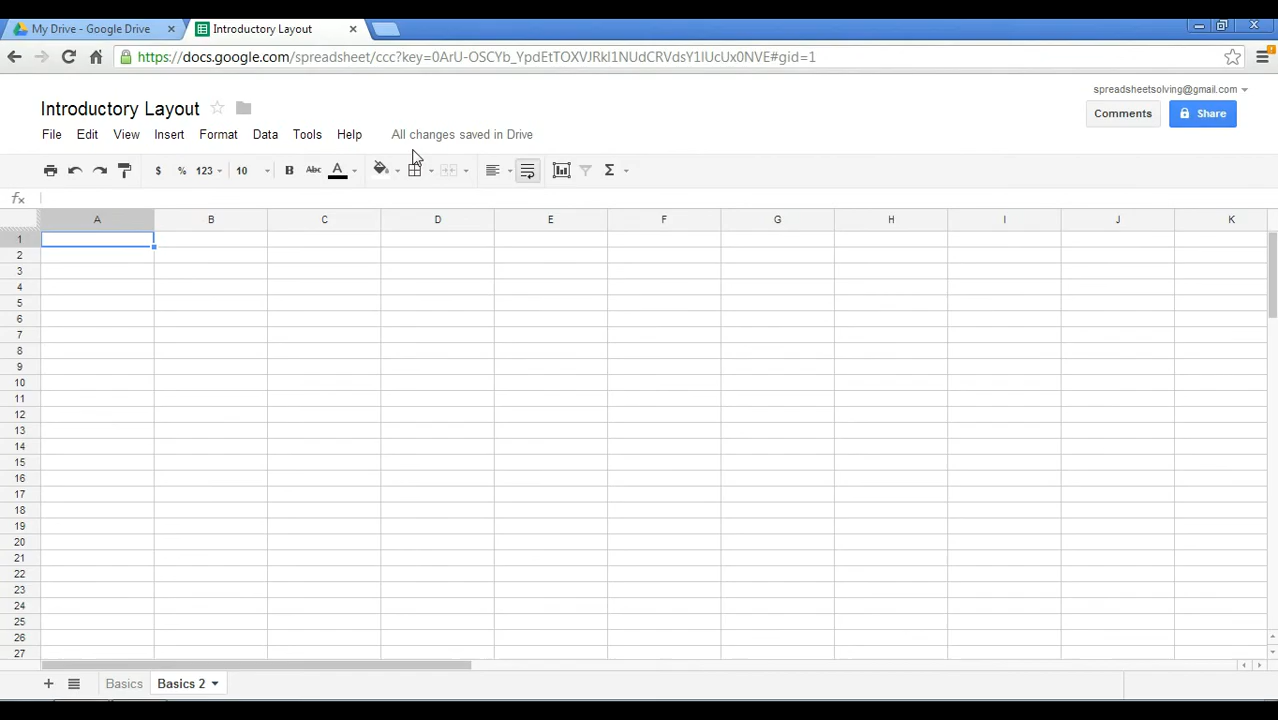 My Drive - Google Drive
Introductory Layout
https://docs.google.com/spreadsheet/ccc?key=0ArU-OSCYb_YpdEtTOXVJRkI1NUdCRVdsY1lUcUx0NVE#gid=1
spreadsheetsolving@gmail.com
Introductory Layout
Comments
Share
File Edit View Insert Format Data Tools Help All changes saved in Drive
$ % 123 10 B Abc A Σ
fx
A B C D E F G H I J K
1
2
3
4
5
6
7
8
9
10
11
12
13
14
15
16
17
18
19
20
21
22
23
24
25
26
27
+ Basics Basics 2